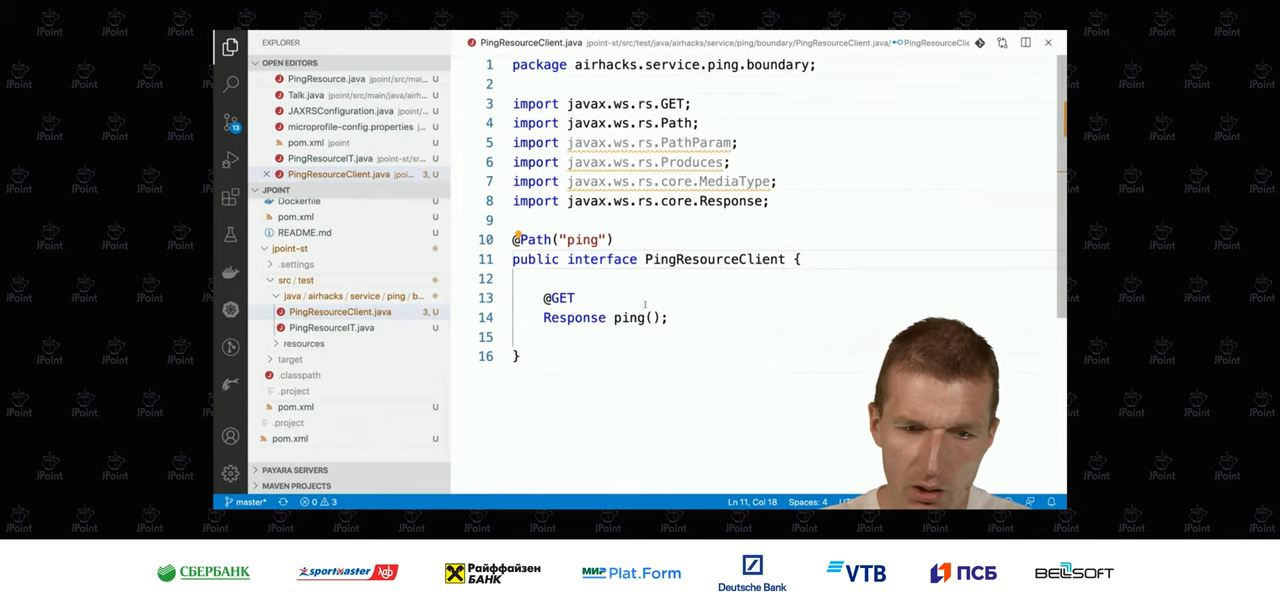 EXPLORER
OPEN EDITORS
PingResource.java jpoint/src/mai... U
Talk.java jpoint/src/main/java/airh... U
JAXRSConfiguration.java jpoint/... U
microprofile-config.properties j... U
pom.xml jpoint U
PingResourceIT.java jpoint-st/sr... U
PingResourceClient.java jpoi... 3, U
JPOINT
Dockerfile U
pom.xml U
README.md U
jpoint-st
.settings
src / test
java / airhacks / service / ping / b...
PingResourceClient.java 3, U
PingResourceIT.java U
resources
target
.classpath
.project
pom.xml U
.project
pom.xml U
PAYARA SERVERS
MAVEN PROJECTS
13
PingResourceClient.java jpoint-st/src/test/java/airhacks/service/ping/boundary/PingResourceClient.java/ PingResourceClie
1 package airhacks.service.ping.boundary;
2
3 import javax.ws.rs.GET;
4 import javax.ws.rs.Path;
5 import javax.ws.rs.PathParam;
6 import javax.ws.rs.Produces;
7 import javax.ws.rs.core.MediaType;
8 import javax.ws.rs.core.Response;
9
10 @Path("ping")
11 public interface PingResourceClient {
12
13 @GET
14 Response ping();
15
16 }
master* 0 3 Ln 11, Col 18 Spaces: 4
JPoint
СБЕРБАНК sportmaster lab Райффайзен БАНК МИР Plat.Form Deutsche Bank VTB ПСБ BELLSOFT